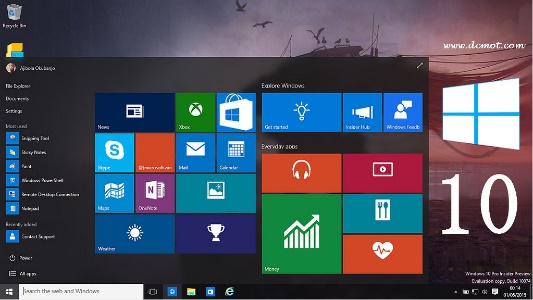 Recycle Bin
www.dcmot.com
Ajibola Okubanjo
File Explorer
Documents
Settings
Most used
Snipping Tool
Sticky Notes
Paint
Windows PowerShell
Remote Desktop Connection
Notepad
Recently added
Contact Support
Power
All apps
News
Xbox
Skype
Mail
Calendar
Maps
OneNote
Weather
Explore Windows
Get started
Insider Hub
Windows Feedb
Everyday apps
Money
10
Windows 10 Pro Insider Preview
Evaluation copy. Build 10074
Search the web and Windows
00:14
01/05/2015